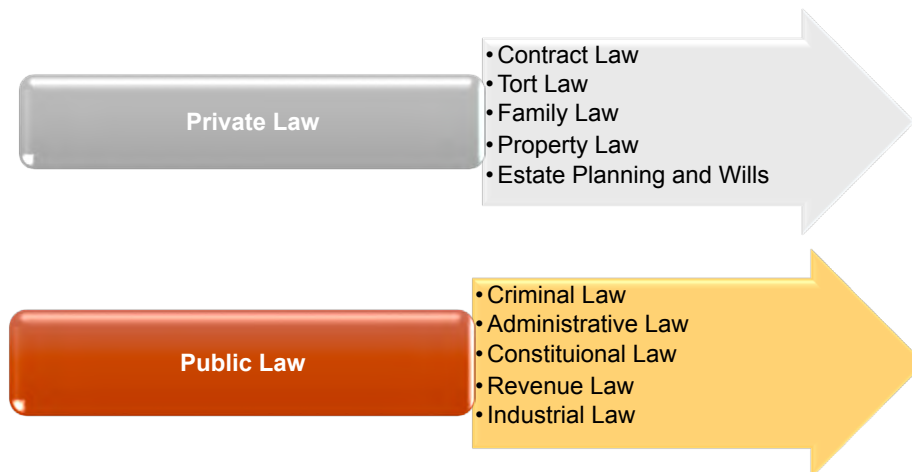 Private Law
• Contract Law
• Tort Law
• Family Law
• Property Law
• Estate Planning and Wills
Public Law
• Criminal Law
• Administrative Law
• Constituional Law
• Revenue Law
• Industrial Law